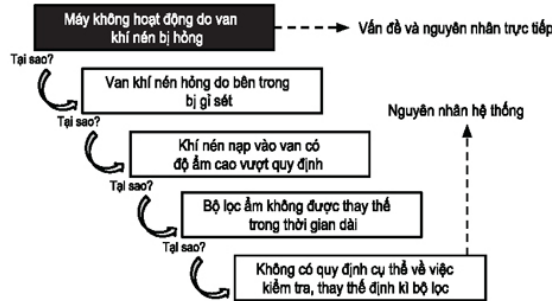 Máy không hoạt động do van
khí nén bị hỏng
Vấn đề và nguyên nhân trực tiếp
Tại sao?
Van khí nén hỏng do bên trong
bị gỉ sét
Tại sao?
Nguyên nhân hệ thống
Khí nén nạp vào van có
độ ẩm cao vượt quy định
Tại sao?
Bộ lọc ẩm không được thay thế
trong thời gian dài
Tại sao?
Không có quy định cụ thể về việc
kiểm tra, thay thế định kì bộ lọc